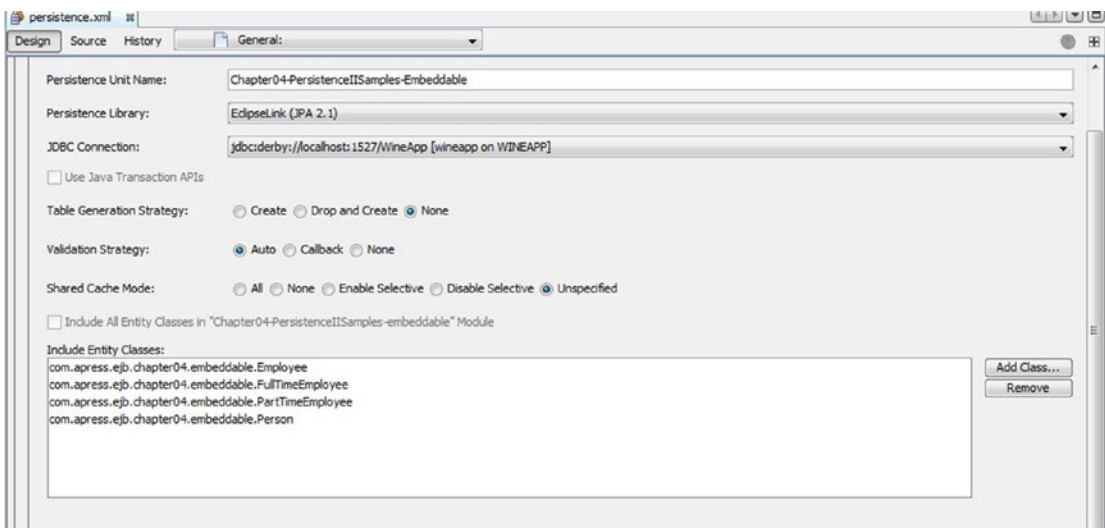 persistence.xml
Design Source History General:
Persistence Unit Name: Chapter04-PersistenceIISamples-Embeddable
Persistence Library: EclipseLink (JPA 2.1)
JDBC Connection: jdbc:derby://localhost:1527/WineApp [wineapp on WINEAPP]
Use Java Transaction APIs
Table Generation Strategy: Create Drop and Create None
Validation Strategy: Auto Callback None
Shared Cache Mode: All None Enable Selective Disable Selective Unspecified
Include All Entity Classes in "Chapter04-PersistenceIISamples-embeddable" Module
Include Entity Classes:
com.apress.ejb.chapter04.embeddable.Employee Add Class...
com.apress.ejb.chapter04.embeddable.FullTimeEmployee Remove
com.apress.ejb.chapter04.embeddable.PartTimeEmployee
com.apress.ejb.chapter04.embeddable.Person